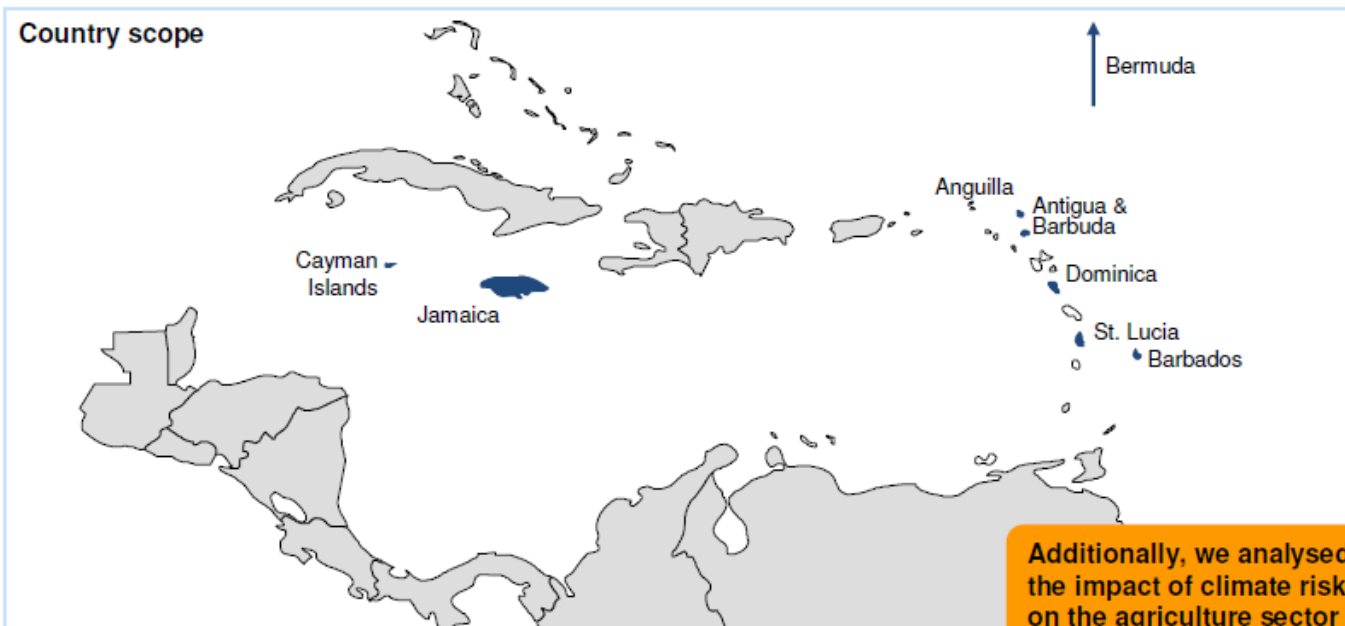 Country scope
Bermuda
Anguilla
Antigua &
Barbuda
Cayman
Islands
Dominica
Jamaica
St. Lucia
Barbados
Additionally, we analysed
the impact of climate risk
on the agriculture sector